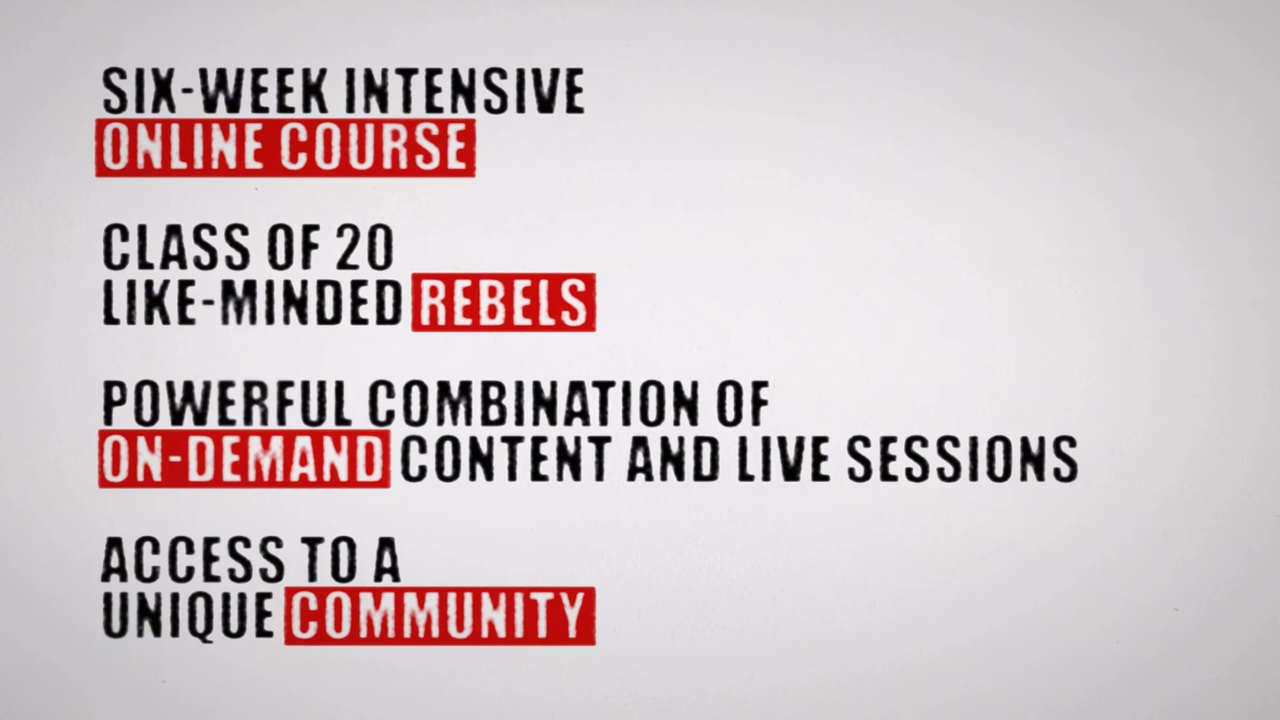 SIX-WEEK INTENSIVE
ONLINE COURSE
CLASS OF 20
LIKE-MINDED REBELS
POWERFUL COMBINATION OF
ON-DEMAND CONTENT AND LIVE SESSIONS
ACCESS TO A
UNIQUE COMMUNITY